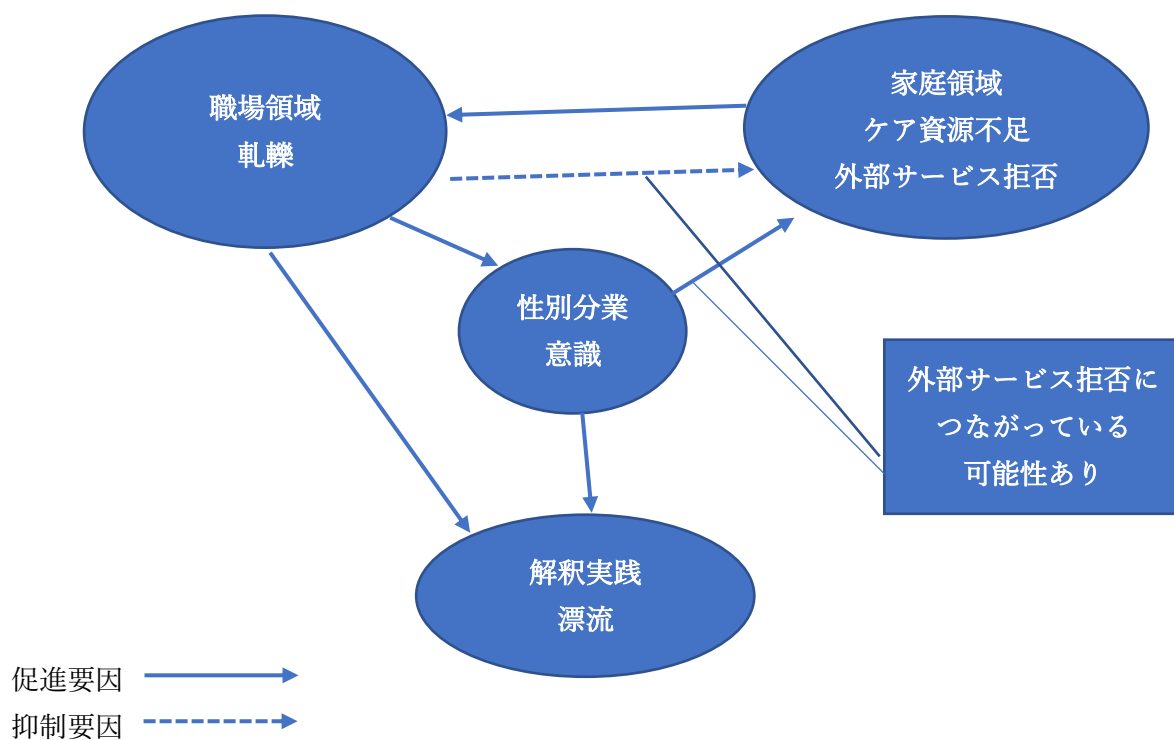 職場領域
軋轢
家庭領域
ケア資源不足
外部サービス拒否
性別分業
意識
外部サービス拒否に
つながっている
可能性あり
解釈実践
漂流
促進要因
抑制要因